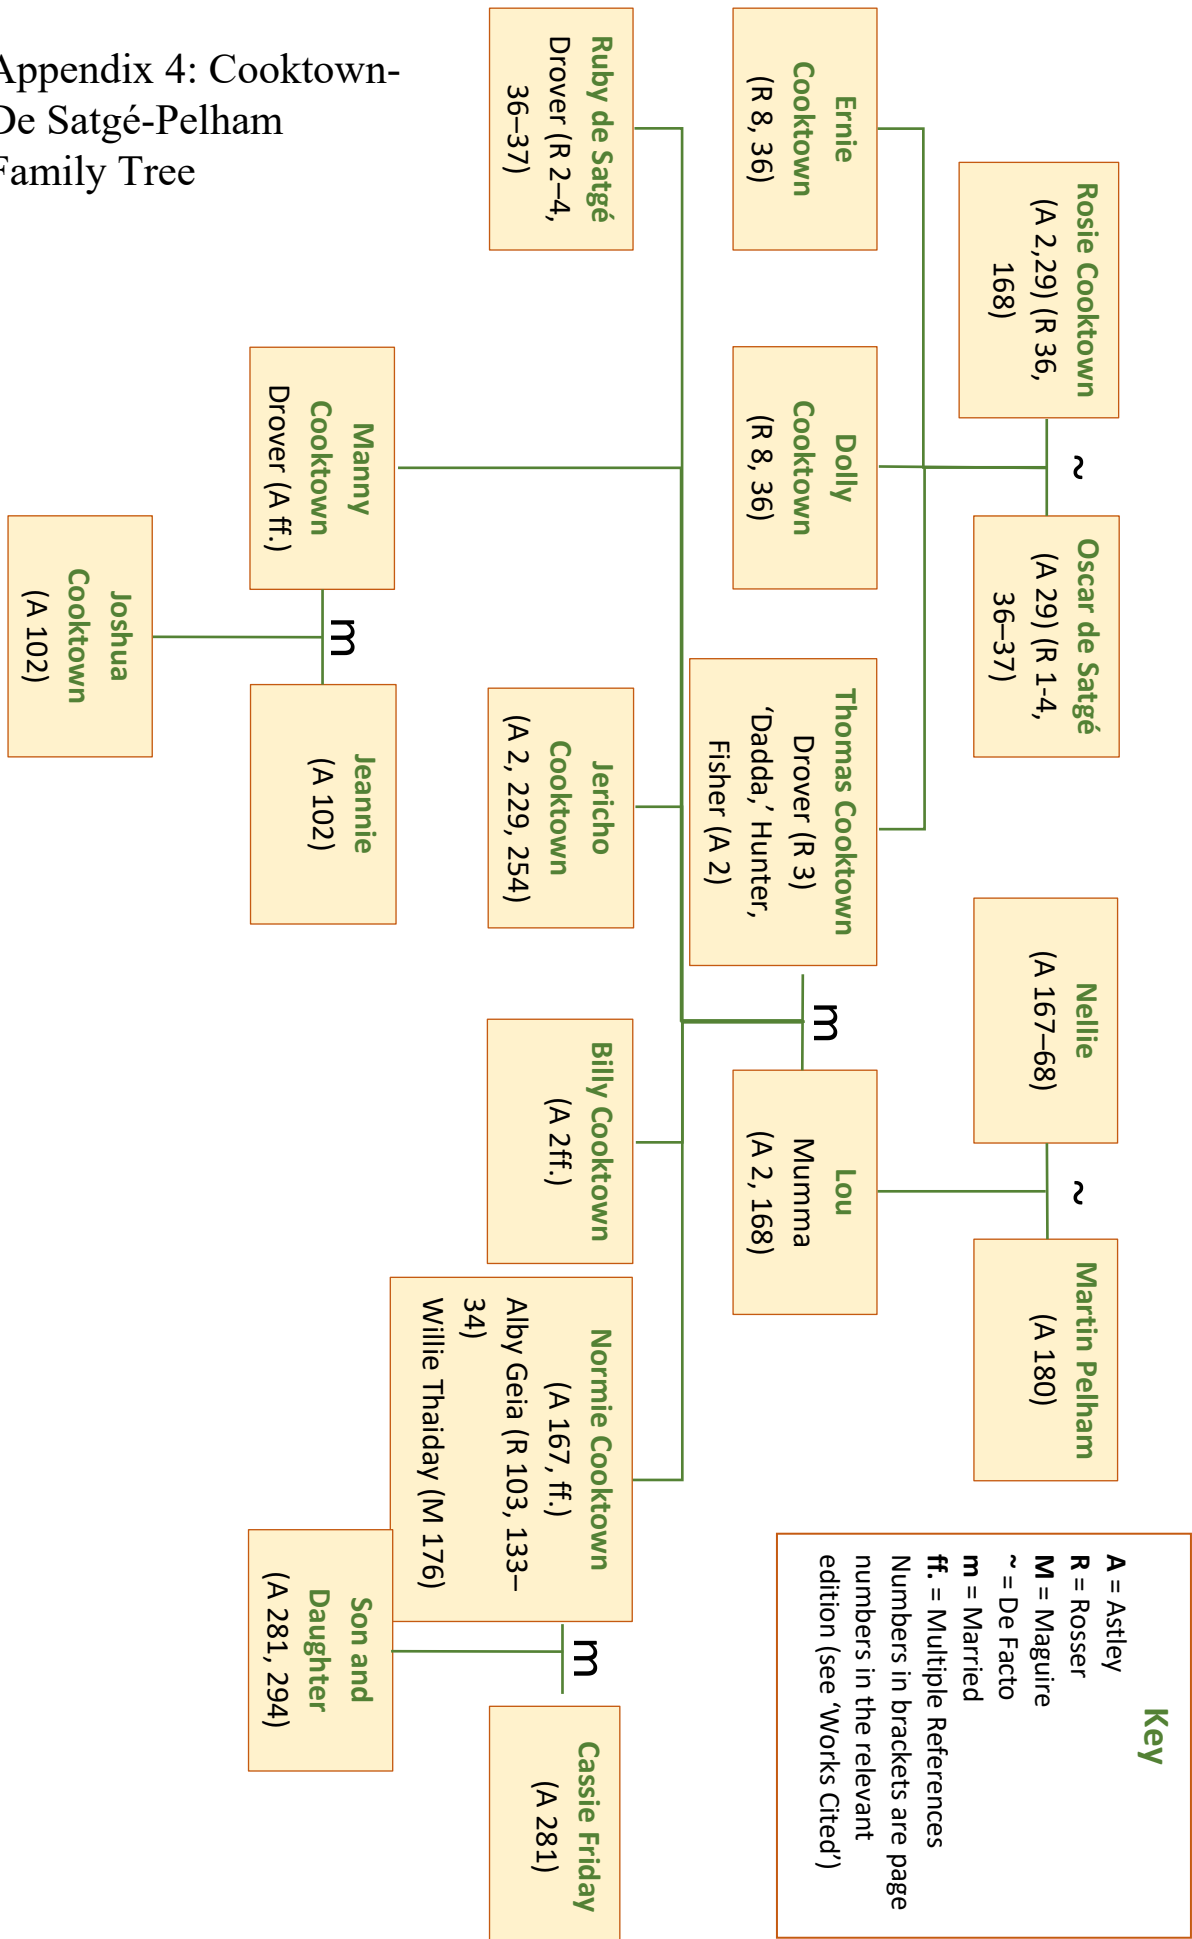 Appendix 4: Cooktown-
De Satgé-Pelham
Family Tree
Rosie Cooktown
(A 2,29) (R 36,
168)
~
Oscar de Satgé
(A 29) (R 1-4,
36–37)
Nellie
(A 167–68)
~
Martin Pelham
(A 180)
Ernie
Cooktown
(R 8, 36)
Dolly
Cooktown
(R 8, 36)
Thomas Cooktown
Drover (R 3)
‘Dadda,’ Hunter,
Fisher (A 2)
m
Lou
Mumma
(A 2, 168)
Ruby de Satgé
Drover (R 2–4,
36–37)
Manny
Cooktown
Drover (A ff.)
m
Jeannie
(A 102)
Jericho
Cooktown
(A 2, 229, 254)
Billy Cooktown
(A 2ff.)
Normie Cooktown
(A 167, ff.)
Alby Geia (R 103, 133–
34)
Willie Thaiday (M 176)
m
Cassie Friday
(A 281)
Joshua
Cooktown
(A 102)
Son and
Daughter
(A 281, 294)
Key
A = Astley
R = Rosser
M = Maguire
~ = De Facto
m = Married
ff. = Multiple References
Numbers in brackets are page
numbers in the relevant
edition (see ‘Works Cited’)